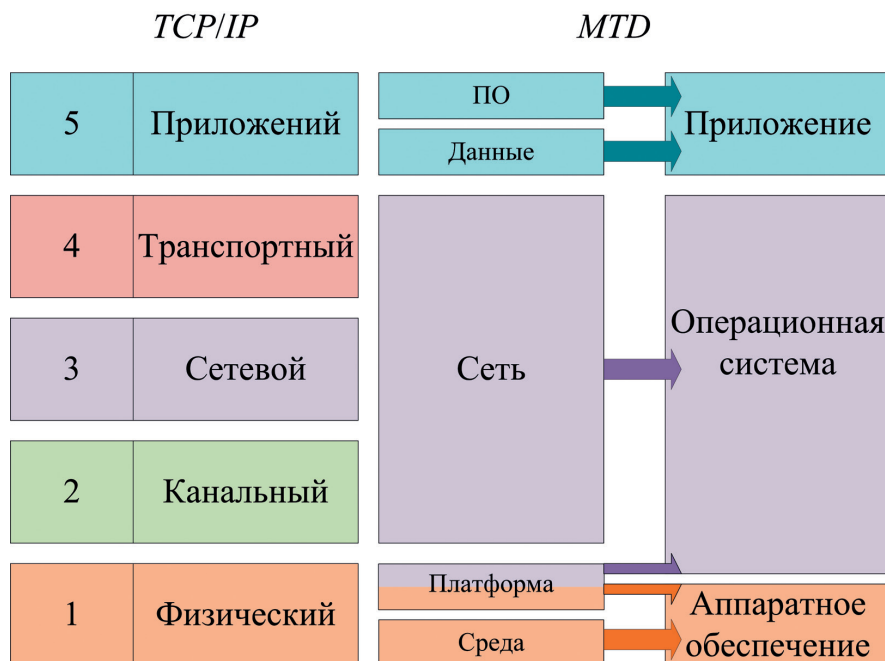 TCP/IP
MTD
5 Приложений
ПО
Данные
Приложение
4 Транспортный
3 Сетевой
2 Канальный
Сеть
Операционная
система
1 Физический
Платформа
Среда
Аппаратное
обеспечение